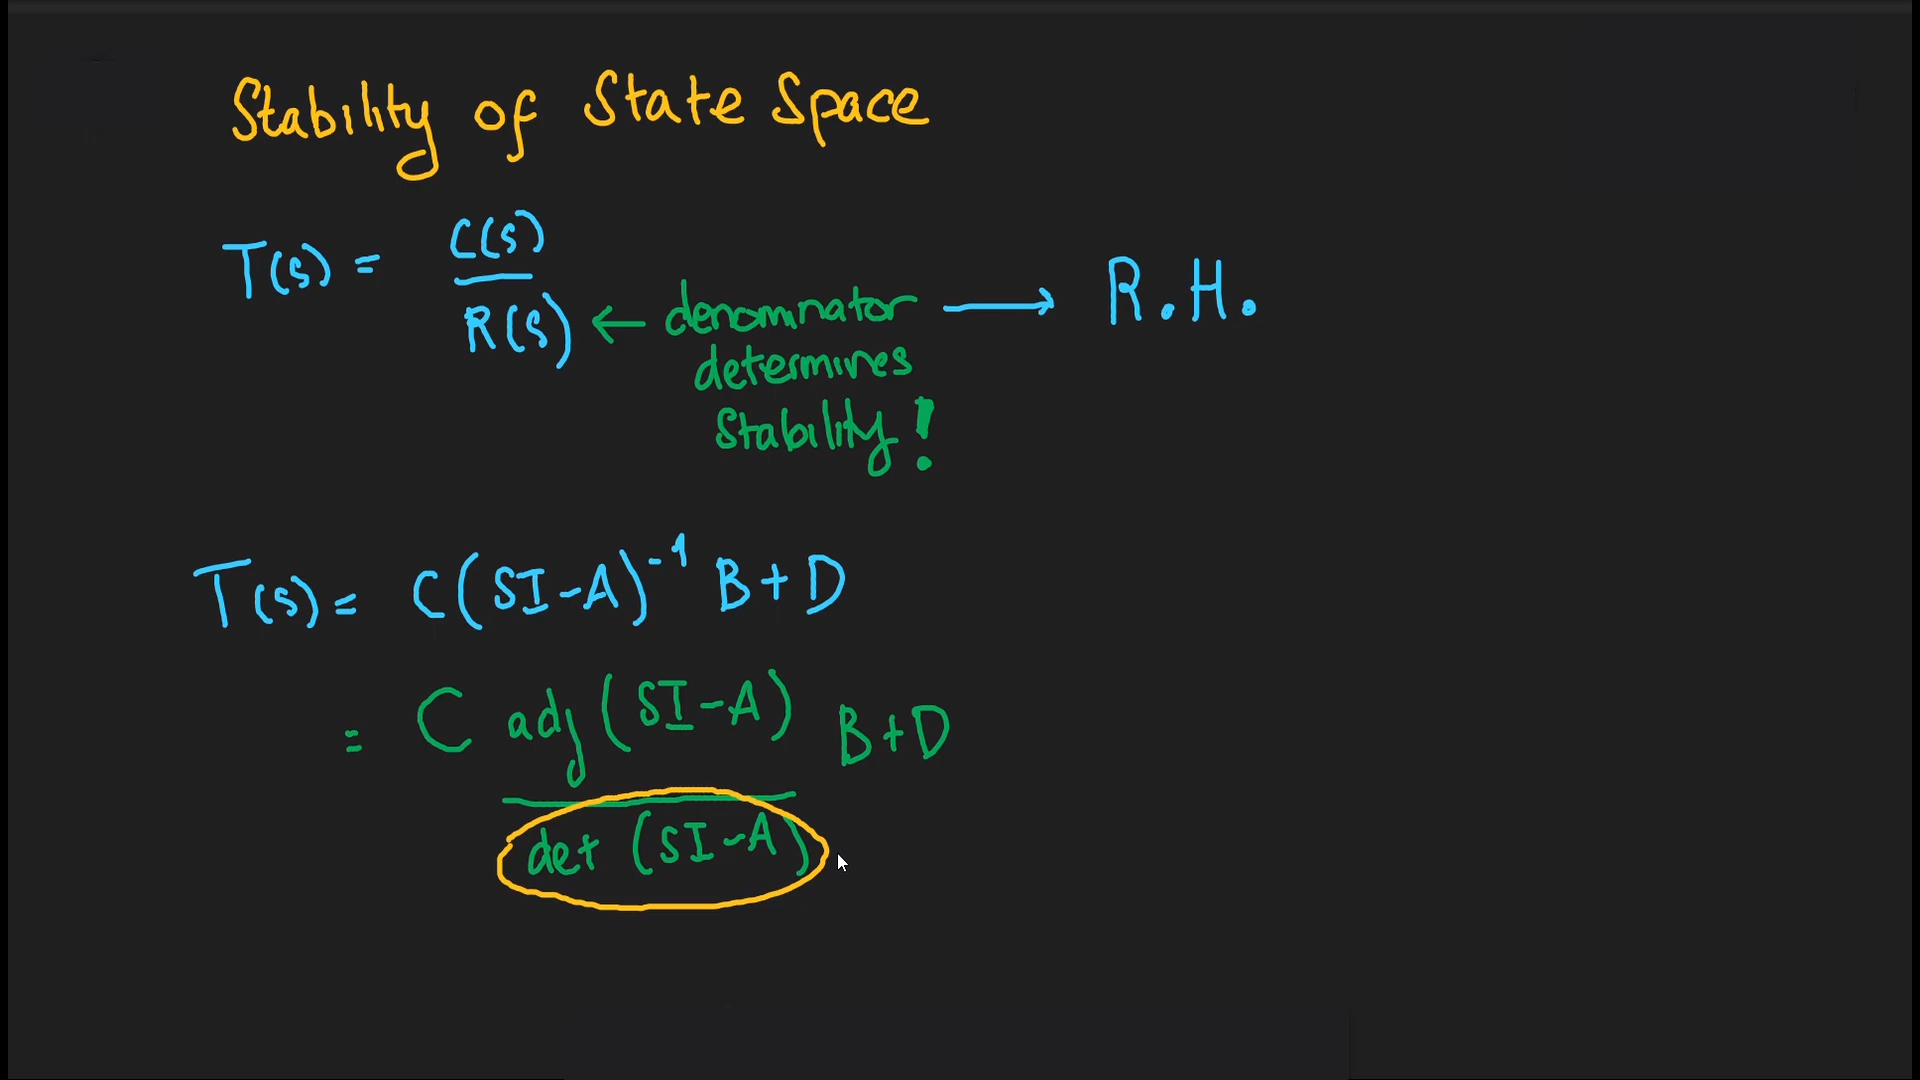 Stability of State Space
T(s) = C(s)
R(s) ← denominator → R.H.
determines
Stability!
T(s) = C(SI-A)⁻¹ B+D
= C adj(SI-A) B+D
det (SI-A)